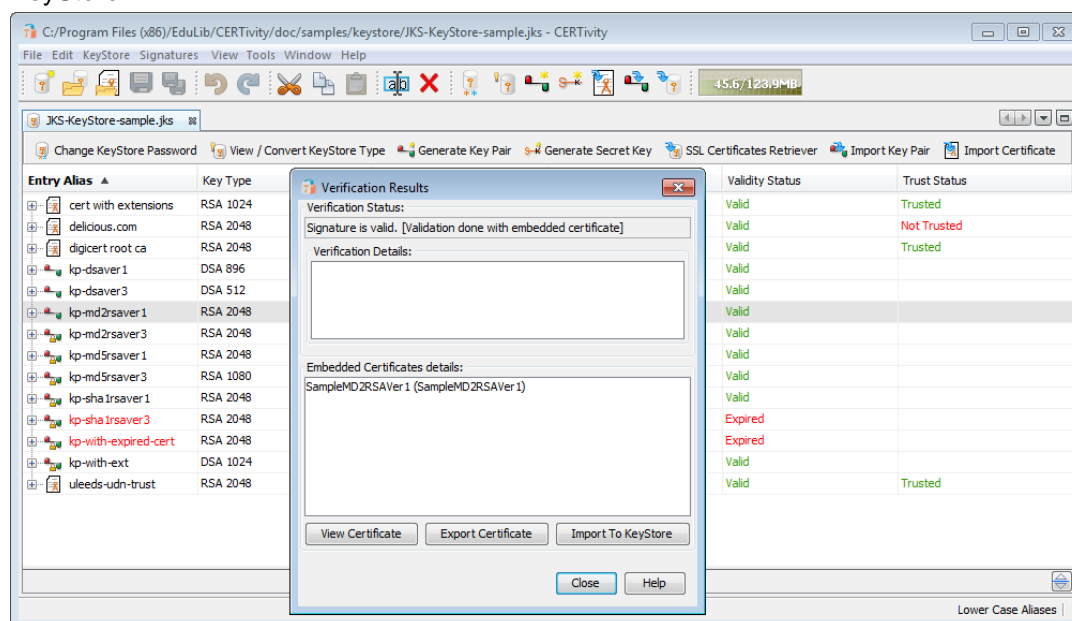 KeyStore
C:/Program Files (x86)/EduLib/CERTivity/doc/samples/keystore/JKS-KeyStore-sample.jks - CERTivity
File Edit KeyStore Signatures View Tools Window Help
45.6/123.9MB
JKS-KeyStore-sample.jks
Change KeyStore Password View / Convert KeyStore Type Generate Key Pair Generate Secret Key SSL Certificates Retriever Import Key Pair Import Certificate
Entry Alias Key Type Validity Status Trust Status
cert with extensions RSA 1024 Valid Trusted
delicious.com RSA 2048 Valid Not Trusted
digicert root ca RSA 2048 Valid Trusted
kp-dsaver1 DSA 896 Valid
kp-dsaver3 DSA 512 Valid
kp-md2rsaver1 RSA 2048 Valid
kp-md2rsaver3 RSA 2048 Valid
kp-md5rsaver1 RSA 2048 Valid
kp-md5rsaver3 RSA 1080 Valid
kp-sha1rsaver1 RSA 2048 Valid
kp-sha1rsaver3 RSA 2048 Expired
kp-with-expired-cert RSA 2048 Expired
kp-with-ext DSA 1024 Valid
uleeds-udn-trust RSA 2048 Valid Trusted
Verification Results
Verification Status:
Signature is valid. [Validation done with embedded certificate]
Verification Details:
Embedded Certificates details:
SampleMD2RSAVer1 (SampleMD2RSAVer1)
View Certificate Export Certificate Import To KeyStore
Close Help
Lower Case Aliases